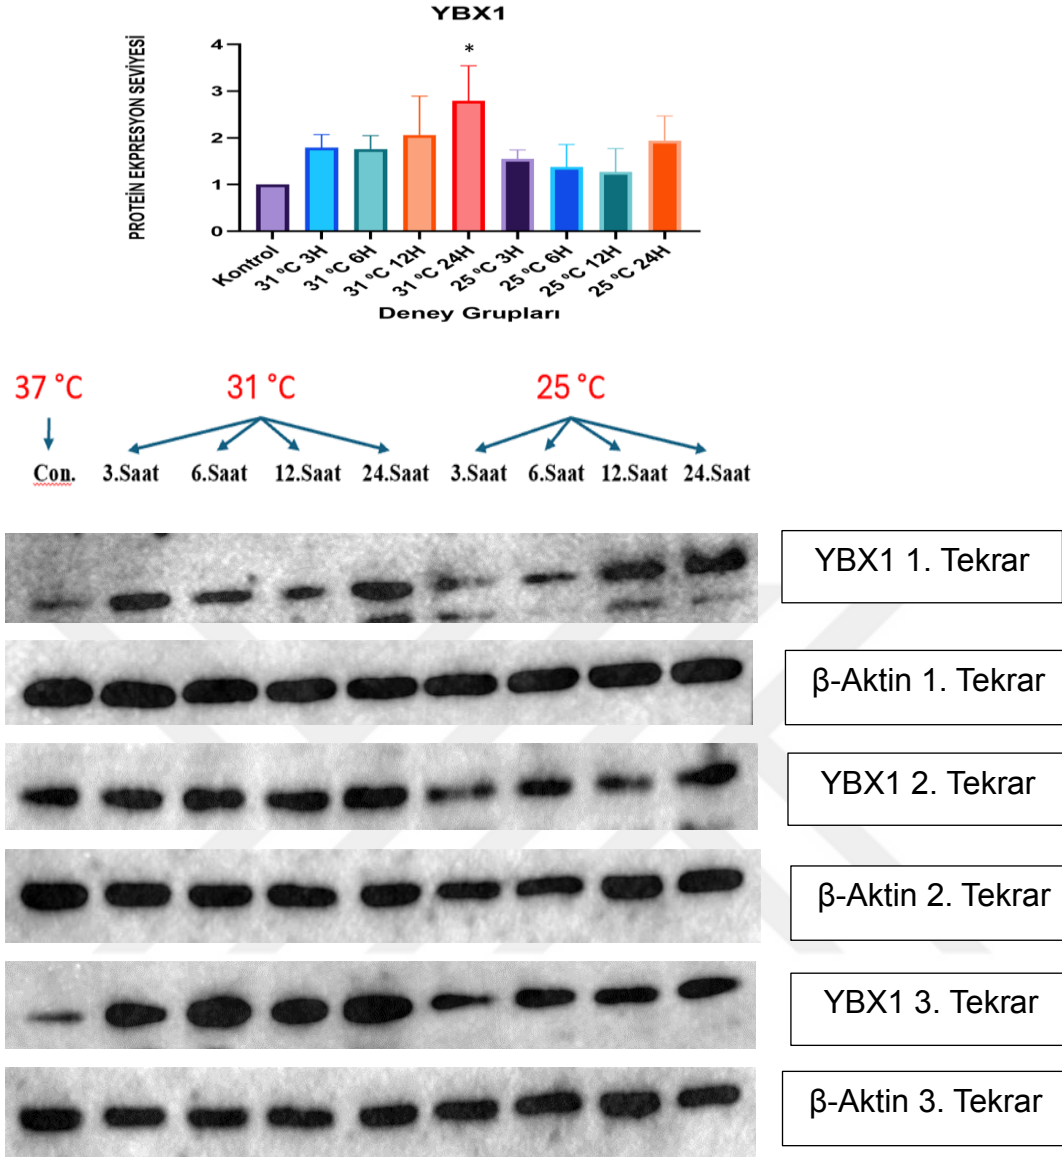 YBX1
PROTEİN EKPRESYON SEVİYESİ
4
3
2
1
0
*
Kontrol
31 °C 3H
31 °C 6H
31 °C 12H
31 °C 24H
25 °C 3H
25 °C 6H
25 °C 12H
25 °C 24H
Deney Grupları
37 °C 31 °C 25 °C
Con. 3.Saat 6.Saat 12.Saat 24.Saat 3.Saat 6.Saat 12.Saat 24.Saat
YBX1 1. Tekrar
β-Aktin 1. Tekrar
YBX1 2. Tekrar
β-Aktin 2. Tekrar
YBX1 3. Tekrar
β-Aktin 3. Tekrar